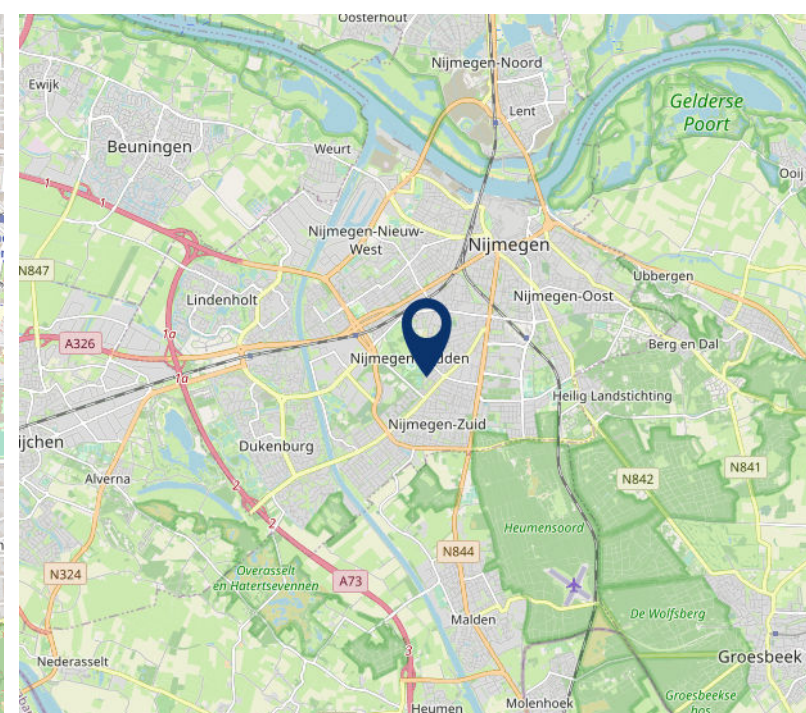 Oosterhout
Nijmegen-Noord
Ewijk
Gelderse
Poort
Lent
Beuningen
Weurt
Ooij
1
1
Nijmegen-Nieuw-
West
Nijmegen
N847
Ubbergen
Lindenholt
Nijmegen-Oost
1a
A326
Berg en Dal
1a
Heilig Landstichting
Nijmegen-Zuid
ijchen
Dukenburg
N841
Alverna
N842
2
2
Heumensoord
N844
Overasselt
en Hatertsevennen
N324
A73
De Wolfsberg
Malden
3
Nederasselt
Groesbeek
Groesbeekse
bos
Molenhoek
Heumen